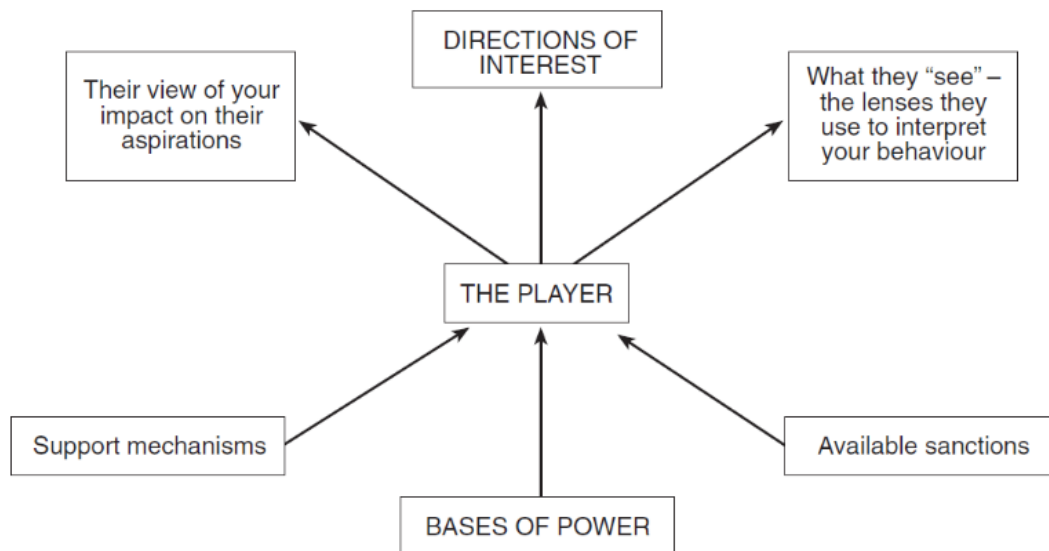 DIRECTIONS OF
INTEREST
Their view of your
impact on their
aspirations
What they “see” –
the lenses they
use to interpret
your behaviour
THE PLAYER
Support mechanisms
Available sanctions
BASES OF POWER